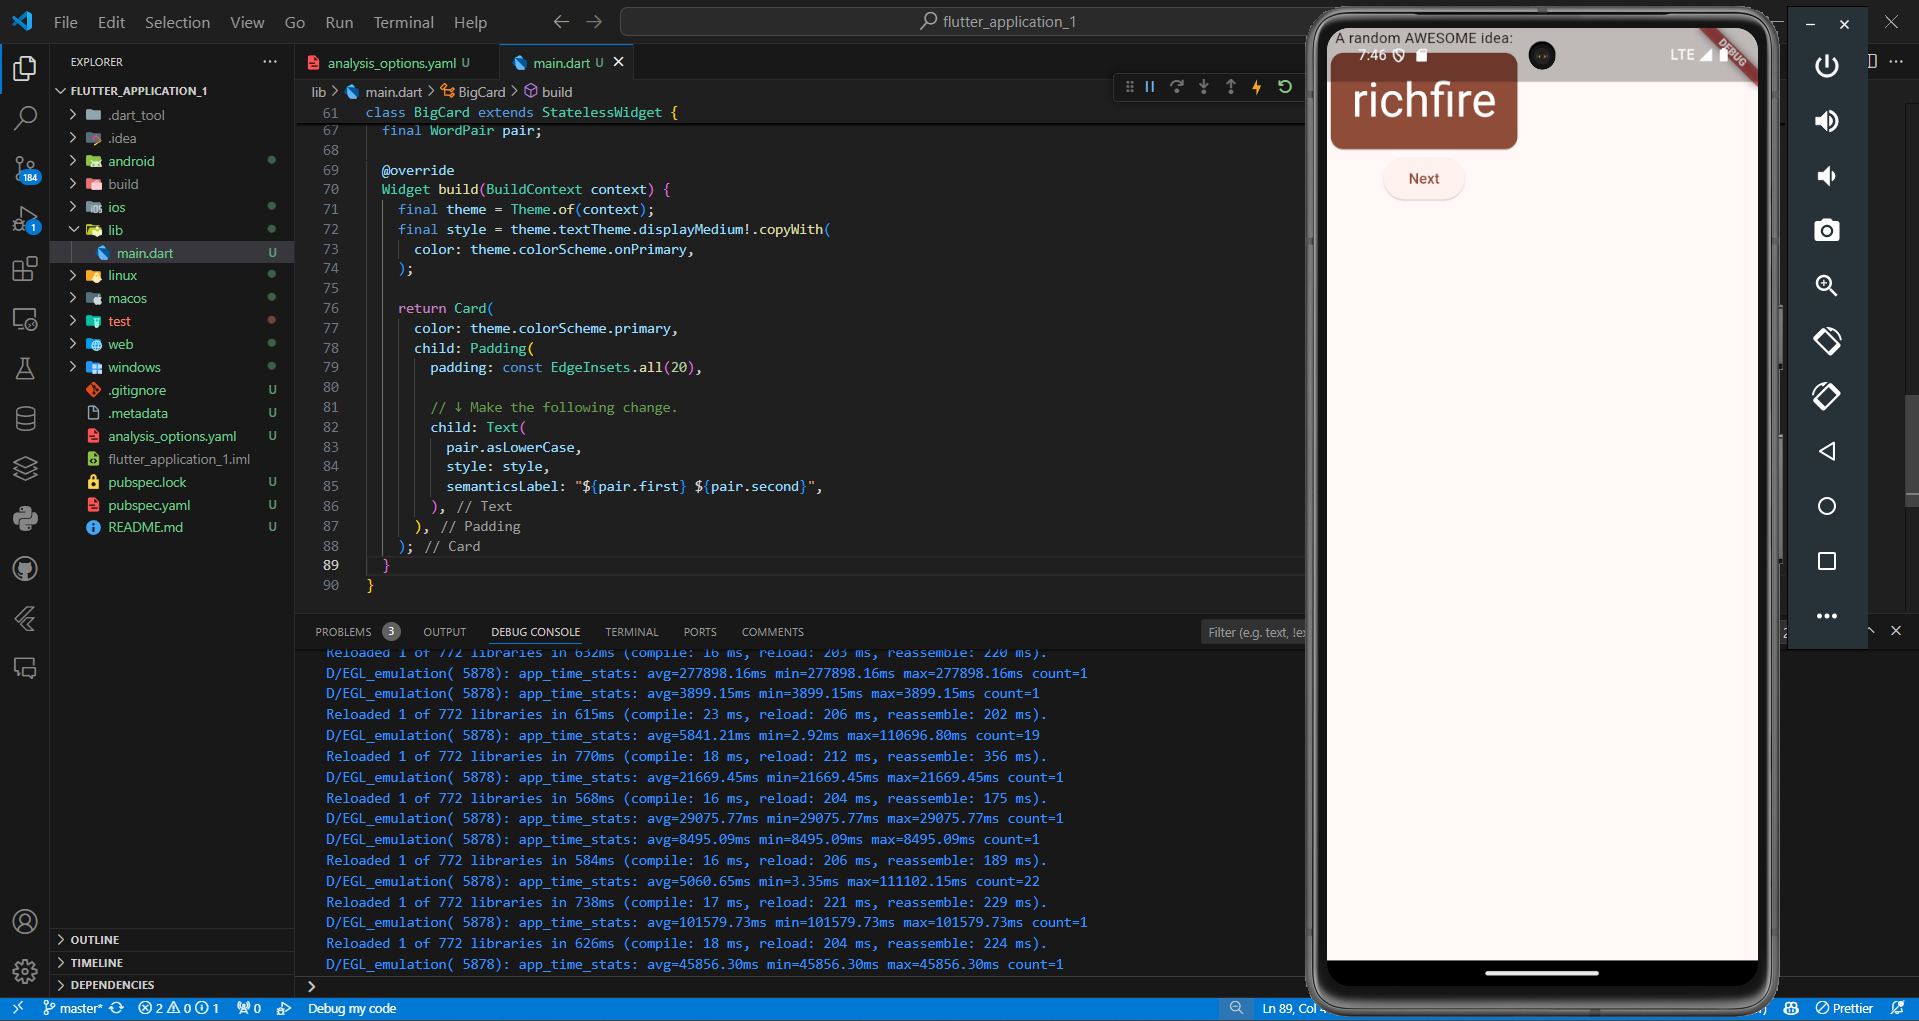 File Edit Selection View Go Run Terminal Help
flutter_application_1
EXPLORER
FLUTTER_APPLICATION_1
.dart_tool
.idea
android
build
ios
lib
main.dart U
linux
macos
test
web
windows
.gitignore U
.metadata U
analysis_options.yaml U
flutter_application_1.iml
pubspec.lock U
pubspec.yaml U
README.md U
OUTLINE
TIMELINE
DEPENDENCIES
184
1
analysis_options.yaml U
main.dart U
lib > main.dart > BigCard > build
61 class BigCard extends StatelessWidget {
67 final WordPair pair;
68
69 @override
70 Widget build(BuildContext context) {
71 final theme = Theme.of(context);
72 final style = theme.textTheme.displayMedium!.copyWith(
73 color: theme.colorScheme.onPrimary,
74 );
75
76 return Card(
77 color: theme.colorScheme.primary,
78 child: Padding(
79 padding: const EdgeInsets.all(20),
80
81 // ↓ Make the following change.
82 child: Text(
83 pair.asLowerCase,
84 style: style,
85 semanticsLabel: "${pair.first} ${pair.second}",
86 ), // Text
87 ), // Padding
88 ); // Card
89 }
90 }
PROBLEMS 3 OUTPUT DEBUG CONSOLE TERMINAL PORTS COMMENTS
Filter (e.g. text, !ex
Reloaded 1 of 772 libraries in 632ms (compile: 16 ms, reload: 203 ms, reassemble: 220 ms).
D/EGL_emulation( 5878): app_time_stats: avg=277898.16ms min=277898.16ms max=277898.16ms count=1
D/EGL_emulation( 5878): app_time_stats: avg=3899.15ms min=3899.15ms max=3899.15ms count=1
Reloaded 1 of 772 libraries in 615ms (compile: 23 ms, reload: 206 ms, reassemble: 202 ms).
D/EGL_emulation( 5878): app_time_stats: avg=5841.21ms min=2.92ms max=110696.80ms count=19
Reloaded 1 of 772 libraries in 770ms (compile: 18 ms, reload: 212 ms, reassemble: 356 ms).
D/EGL_emulation( 5878): app_time_stats: avg=21669.45ms min=21669.45ms max=21669.45ms count=1
Reloaded 1 of 772 libraries in 568ms (compile: 16 ms, reload: 204 ms, reassemble: 175 ms).
D/EGL_emulation( 5878): app_time_stats: avg=29075.77ms min=29075.77ms max=29075.77ms count=1
D/EGL_emulation( 5878): app_time_stats: avg=8495.09ms min=8495.09ms max=8495.09ms count=1
Reloaded 1 of 772 libraries in 584ms (compile: 16 ms, reload: 206 ms, reassemble: 189 ms).
D/EGL_emulation( 5878): app_time_stats: avg=5060.65ms min=3.35ms max=111102.15ms count=22
Reloaded 1 of 772 libraries in 738ms (compile: 17 ms, reload: 221 ms, reassemble: 229 ms).
D/EGL_emulation( 5878): app_time_stats: avg=101579.73ms min=101579.73ms max=101579.73ms count=1
Reloaded 1 of 772 libraries in 626ms (compile: 18 ms, reload: 204 ms, reassemble: 224 ms).
D/EGL_emulation( 5878): app_time_stats: avg=45856.30ms min=45856.30ms max=45856.30ms count=1
A random AWESOME idea:
7:46
LTE
DEBUG
richfire
Next
master* 2 0 1 0 Debug my code
Ln 89, Col
Prettier